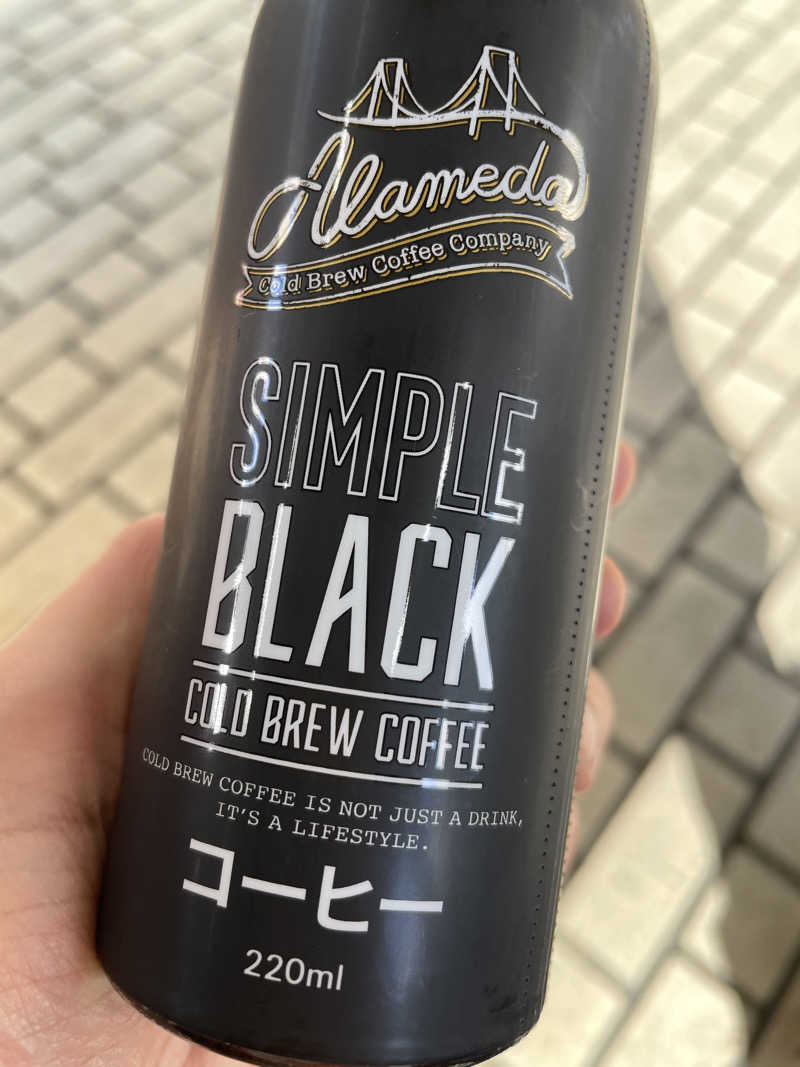 Alameda
Cold Brew Coffee Company
SIMPLE
BLACK
COLD BREW COFFEE
COLD BREW COFFEE IS NOT JUST A DRINK,
IT'S A LIFESTYLE.
コーヒー
220ml